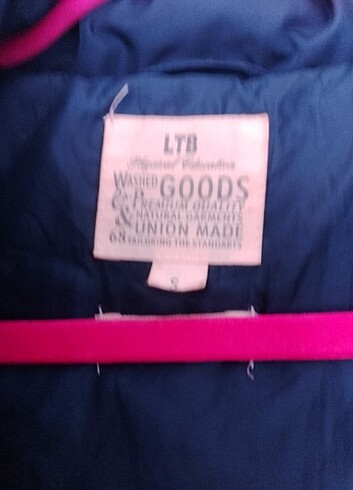 LTB
WASHED GOODS
& PREMIUM QUALITY
NATURAL GARMENTS
& UNION MADE
68 TAILORING THE STANDARTS
S